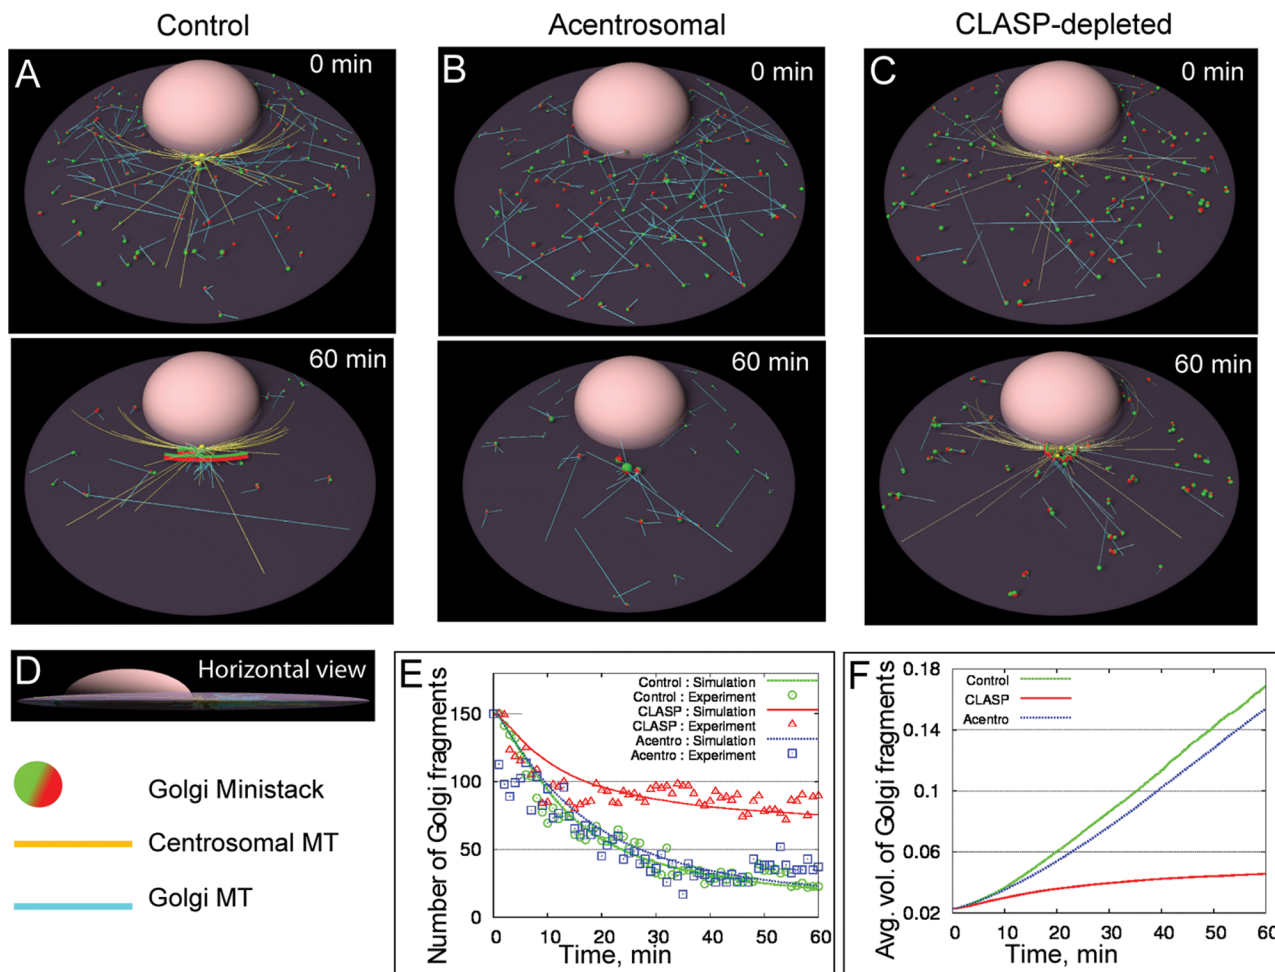 Control
Acentrosomal
CLASP-depleted
A
0 min
B
0 min
C
0 min
60 min
60 min
60 min
D
Horizontal view
Golgi Ministack
Centrosomal MT
Golgi MT
E
Control : Simulation
Control : Experiment
CLASP : Simulation
CLASP : Experiment
Acentro : Simulation
Acentro : Experiment
Number of Golgi fragments
150
100
50
0
0 10 20 30 40 50 60
Time, min
F
Control
CLASP
Acentro
Avg. vol. of Golgi fragments
0.18
0.14
0.1
0.06
0.02
0 10 20 30 40 50 60
Time, min